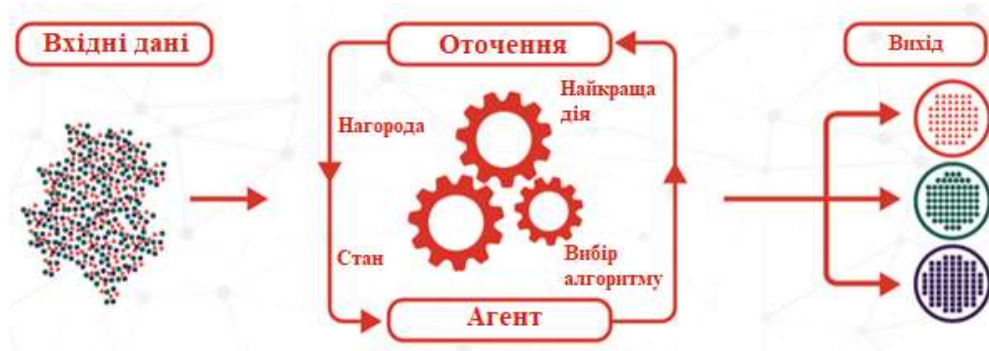 Вхідні дані
Оточення
Вихід
Найкраща
дія
Нагорода
Стан
Вибір
алгоритму
Агент